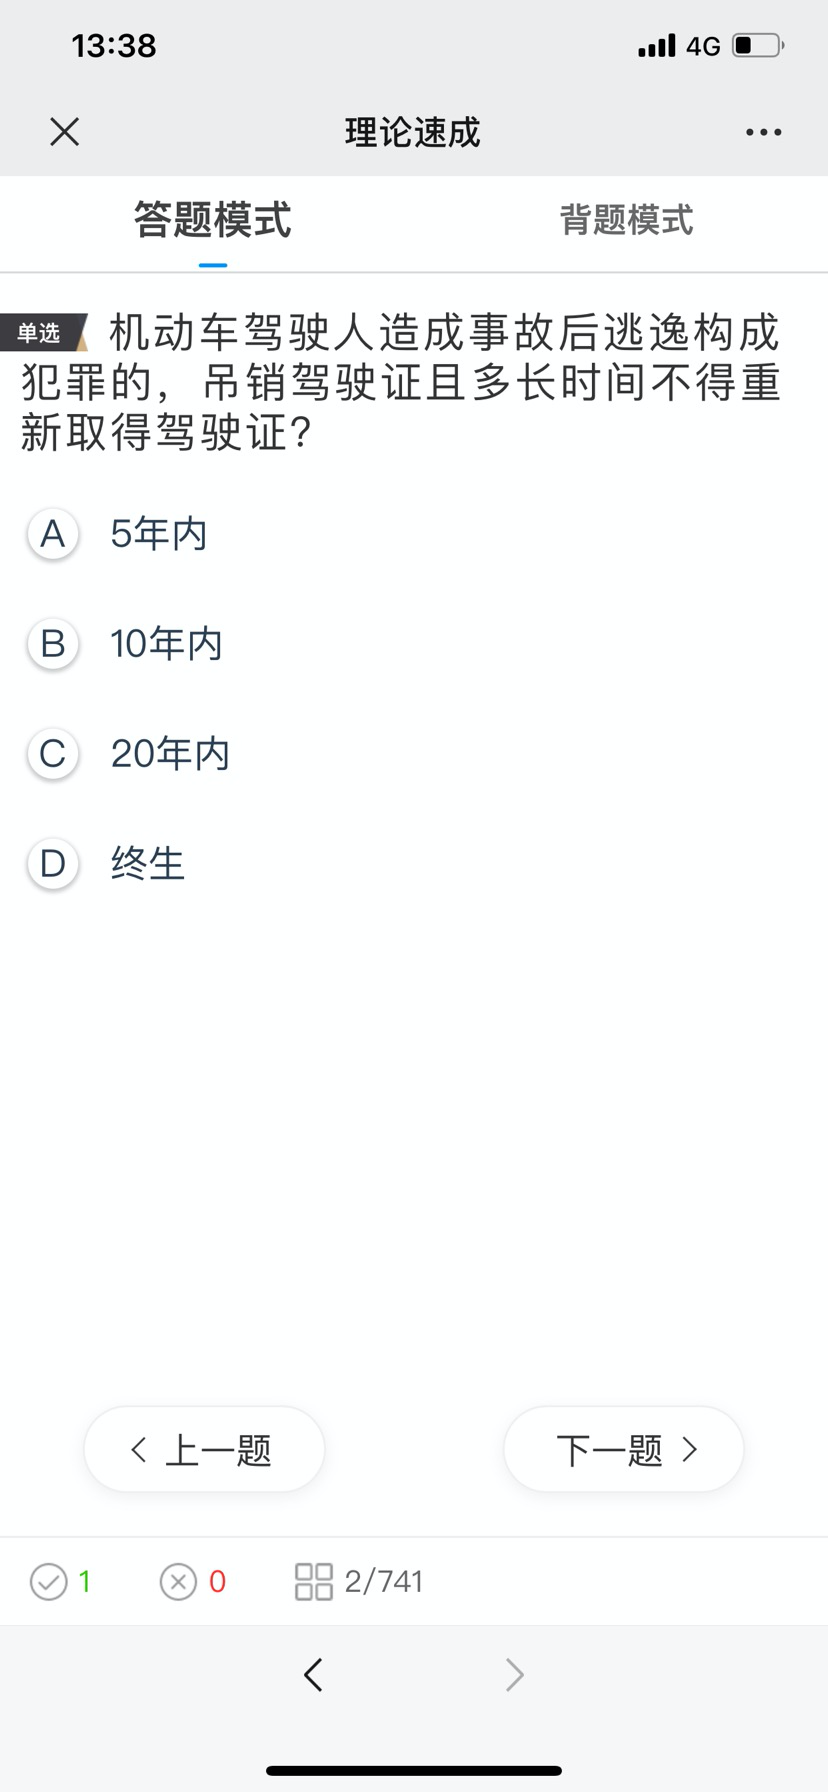 13:38
4G
理论速成
答题模式
背题模式
单选 机动车驾驶人造成事故后逃逸构成
犯罪的，吊销驾驶证且多长时间不得重
新取得驾驶证?
A 5年内
B 10年内
C 20年内
D 终生
上一题
下一题
1
0
2/741